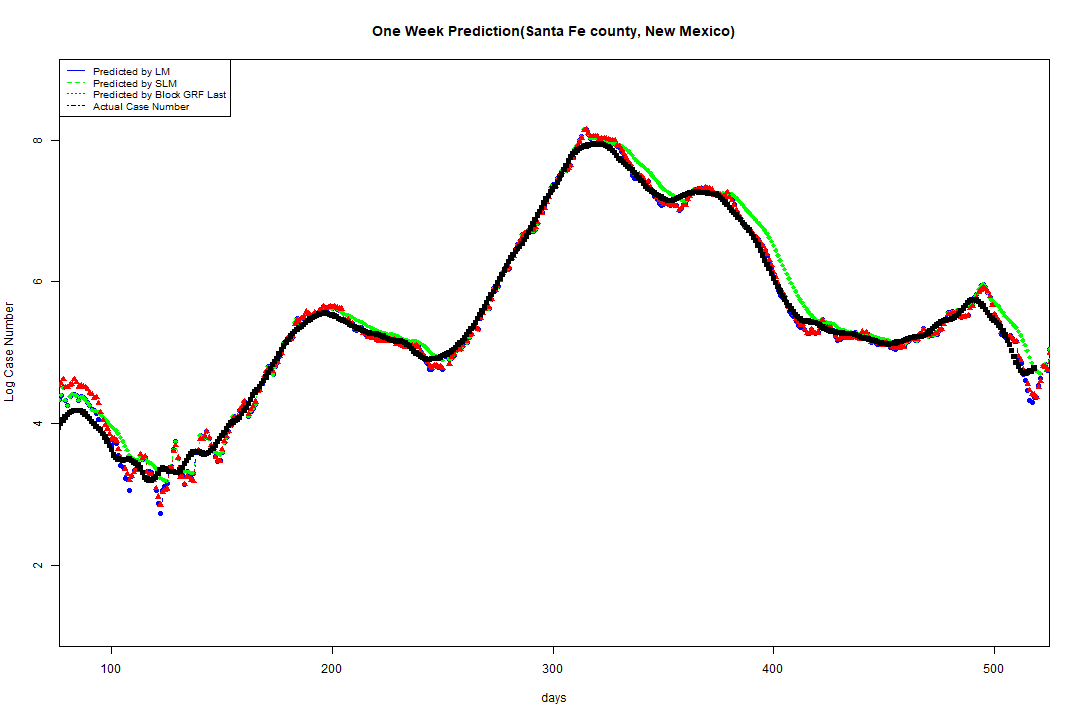 One Week Prediction(Santa Fe county, New Mexico)
Predicted by LM
Predicted by SLM
Predicted by Block GRF Last
Actual Case Number
8
6
4
2
Log Case Number
100 200 300 400 500
days